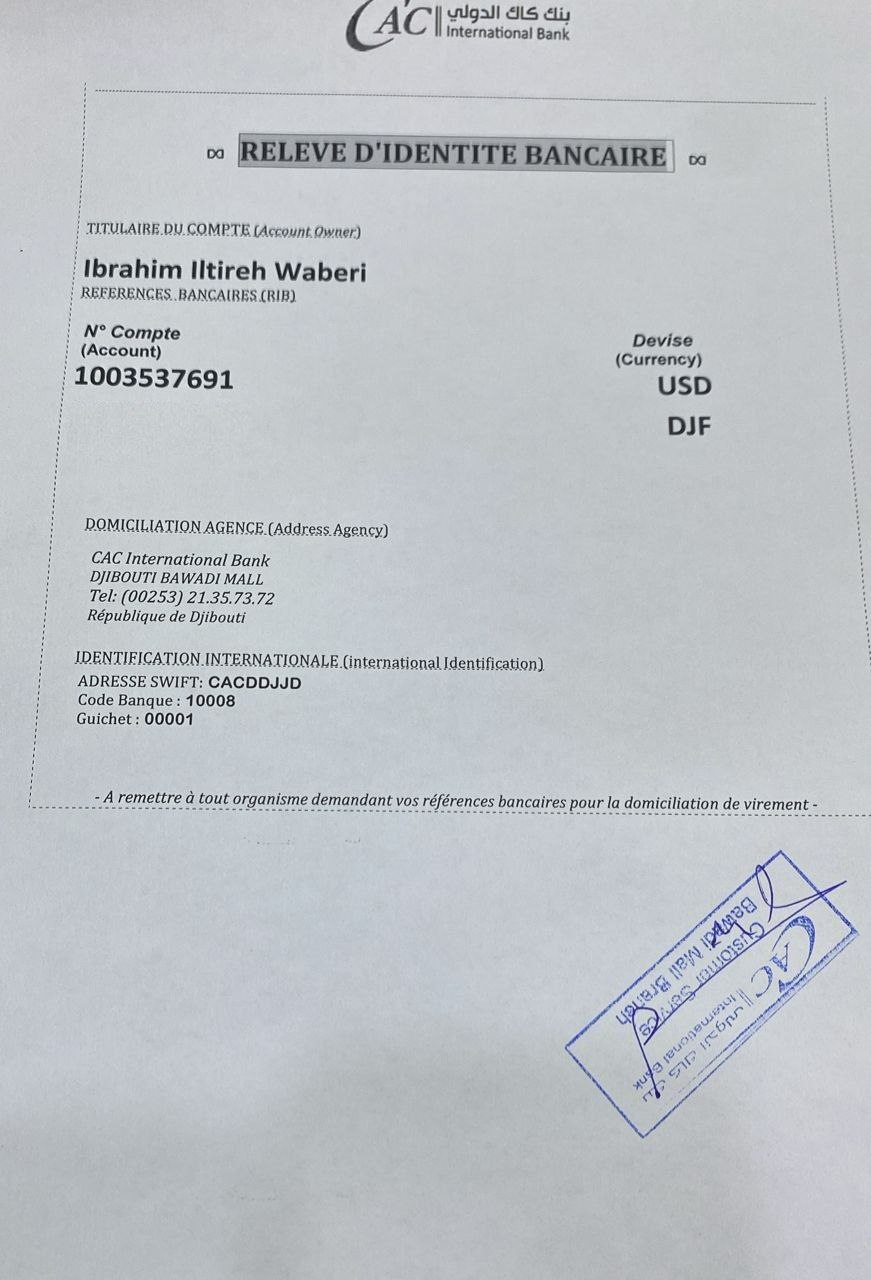 CAC بنك كاك الدولي
International Bank
RELEVE D'IDENTITE BANCAIRE
TITULAIRE DU COMPTE (Account Owner)
Ibrahim Iltireh Waberi
REFERENCES BANCAIRES (RIB)
N° Compte
(Account)
1003537691
Devise
(Currency)
USD
DJF
DOMICILIATION AGENCE (Address Agency)
CAC International Bank
DJIBOUTI BAWADI MALL
Tel: (00253) 21.35.73.72
République de Djibouti
IDENTIFICATION INTERNATIONALE (international Identification)
ADRESSE SWIFT: CACDDJJD
Code Banque : 10008
Guichet : 00001
- A remettre à tout organisme demandant vos références bancaires pour la domiciliation de virement -
CAC بنك كاك الدولي
International Bank
Customer Service
Bawadi Mall Branch